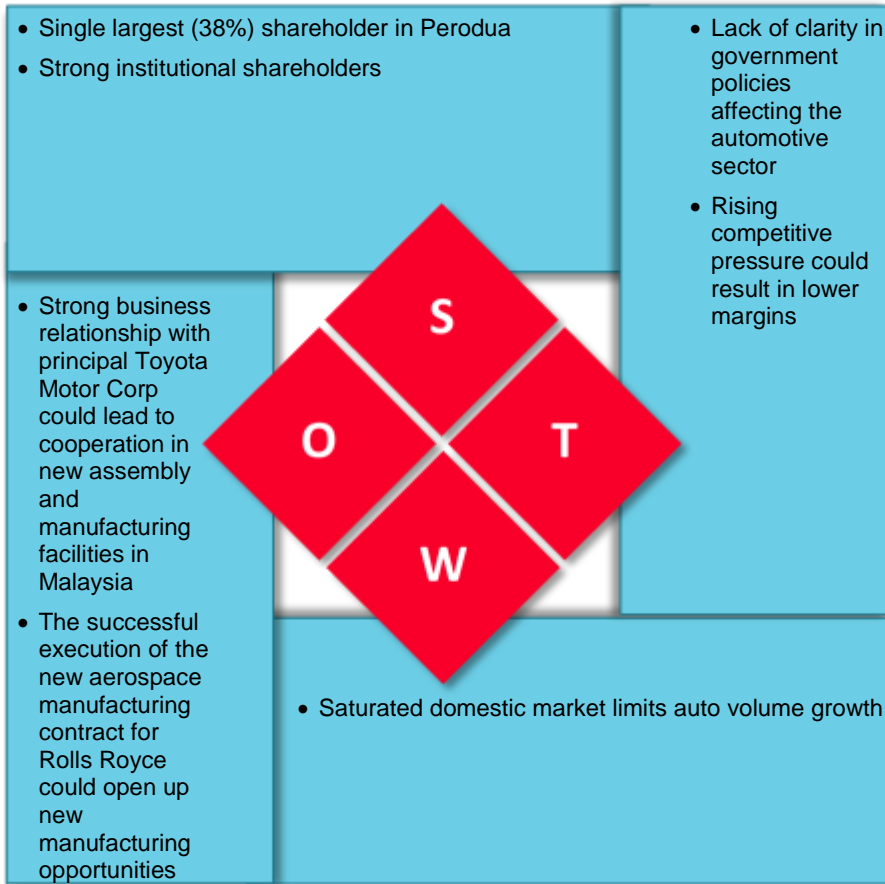 • Single largest (38%) shareholder in Perodua
• Strong institutional shareholders
• Lack of clarity in
government
policies
affecting the
automotive
sector
• Rising
competitive
pressure could
result in lower
margins
• Strong business
relationship with
principal Toyota
Motor Corp
could lead to
cooperation in
new assembly
and
manufacturing
facilities in
Malaysia
• The successful
execution of the
new aerospace
manufacturing
contract for
Rolls Royce
could open up
new
manufacturing
opportunities
S
O
T
W
• Saturated domestic market limits auto volume growth